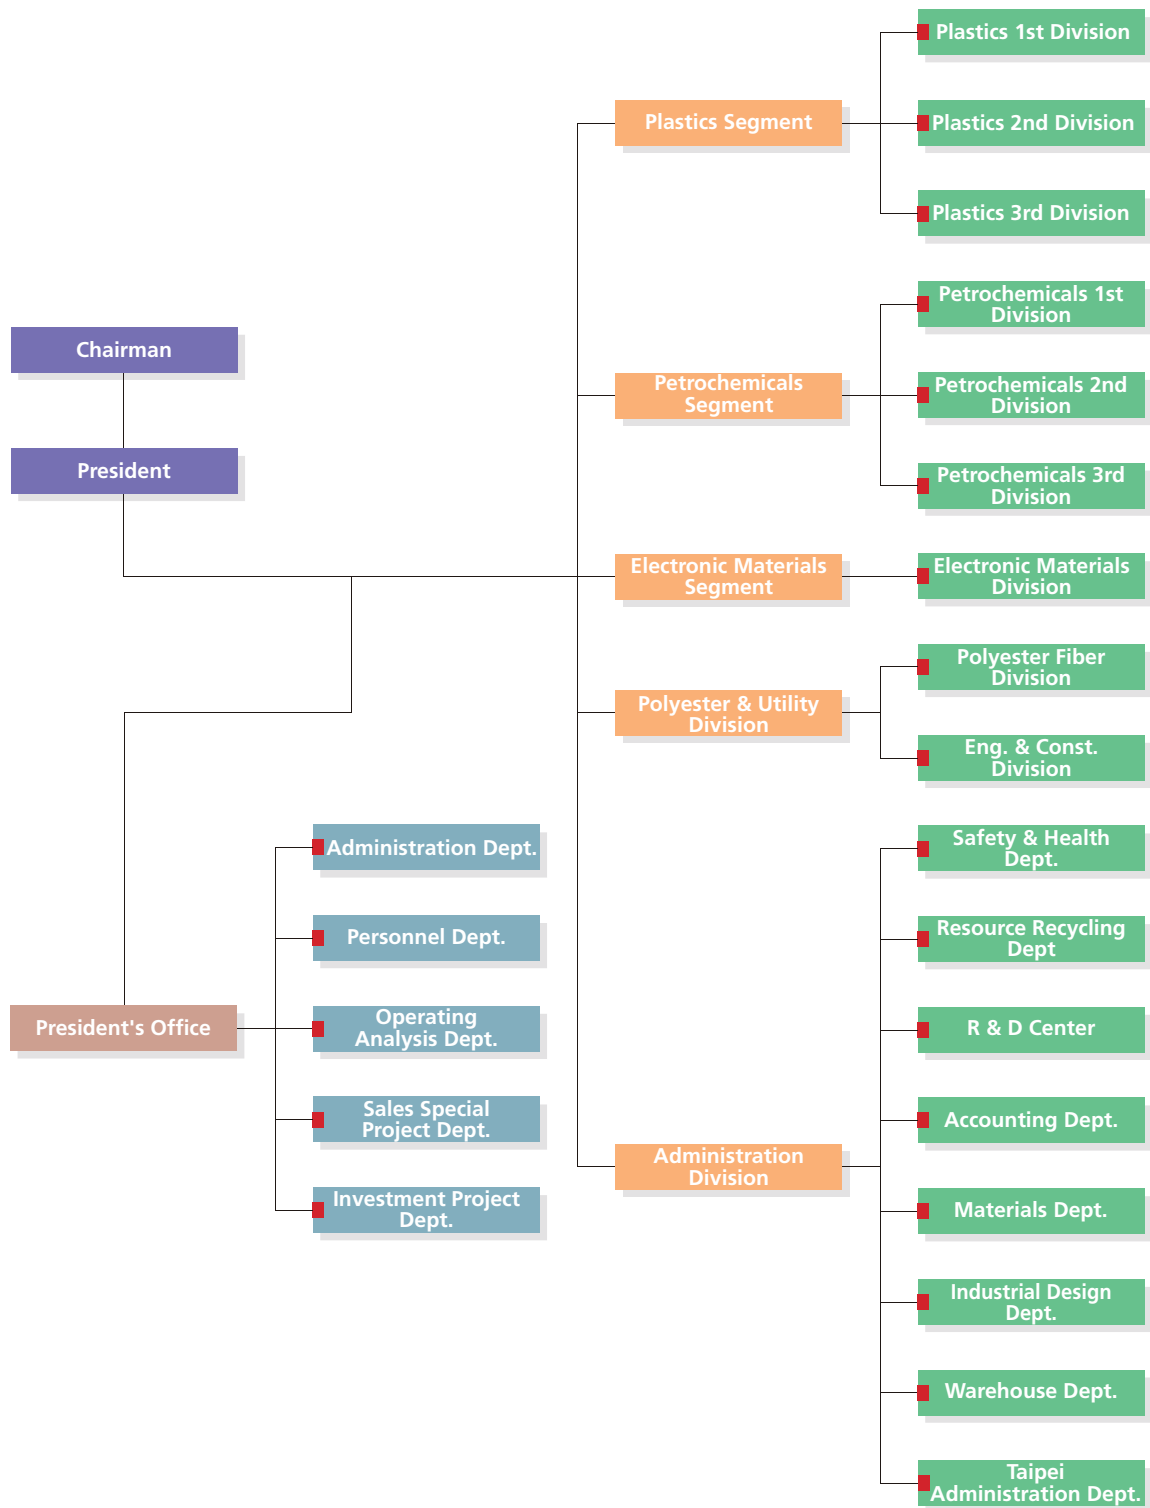 Chairman
President
President's Office
Administration Dept.
Personnel Dept.
Operating
Analysis Dept.
Sales Special
Project Dept.
Investment Project
Dept.
Plastics Segment
Plastics 1st Division
Plastics 2nd Division
Plastics 3rd Division
Petrochemicals
Segment
Petrochemicals 1st
Division
Petrochemicals 2nd
Division
Petrochemicals 3rd
Division
Electronic Materials
Segment
Electronic Materials
Division
Polyester & Utility
Division
Polyester Fiber
Division
Eng. & Const.
Division
Administration
Division
Safety & Health
Dept.
Resource Recycling
Dept
R & D Center
Accounting Dept.
Materials Dept.
Industrial Design
Dept.
Warehouse Dept.
Taipei
Administration Dept.